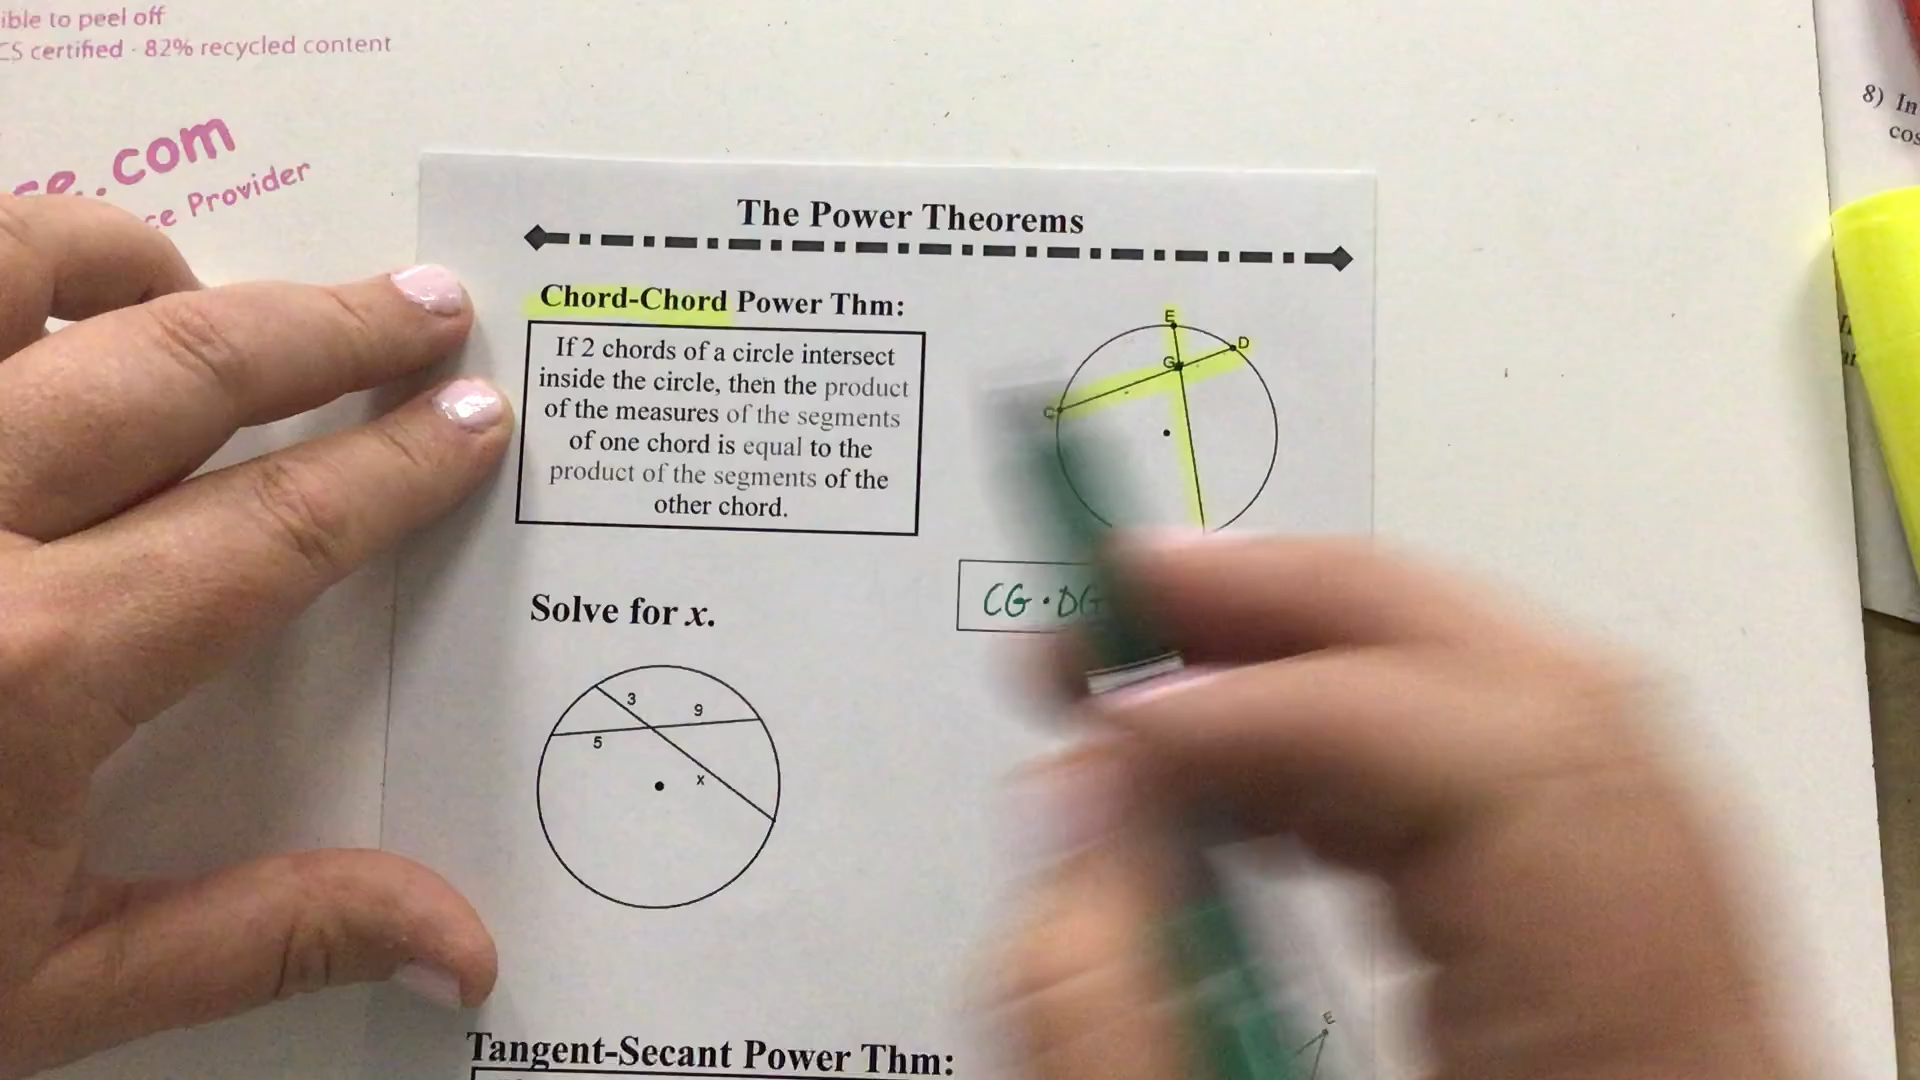 ible to peel off
CS certified - 82% recycled content
.com
ce Provider
8) In
cos
The Power Theorems
Chord-Chord Power Thm:
If 2 chords of a circle intersect
inside the circle, then the product
of the measures of the segments
of one chord is equal to the
product of the segments of the
other chord.
E
D
G
C
CG · DG
Solve for x.
3
9
5
x
E
Tangent-Secant Power Thm: